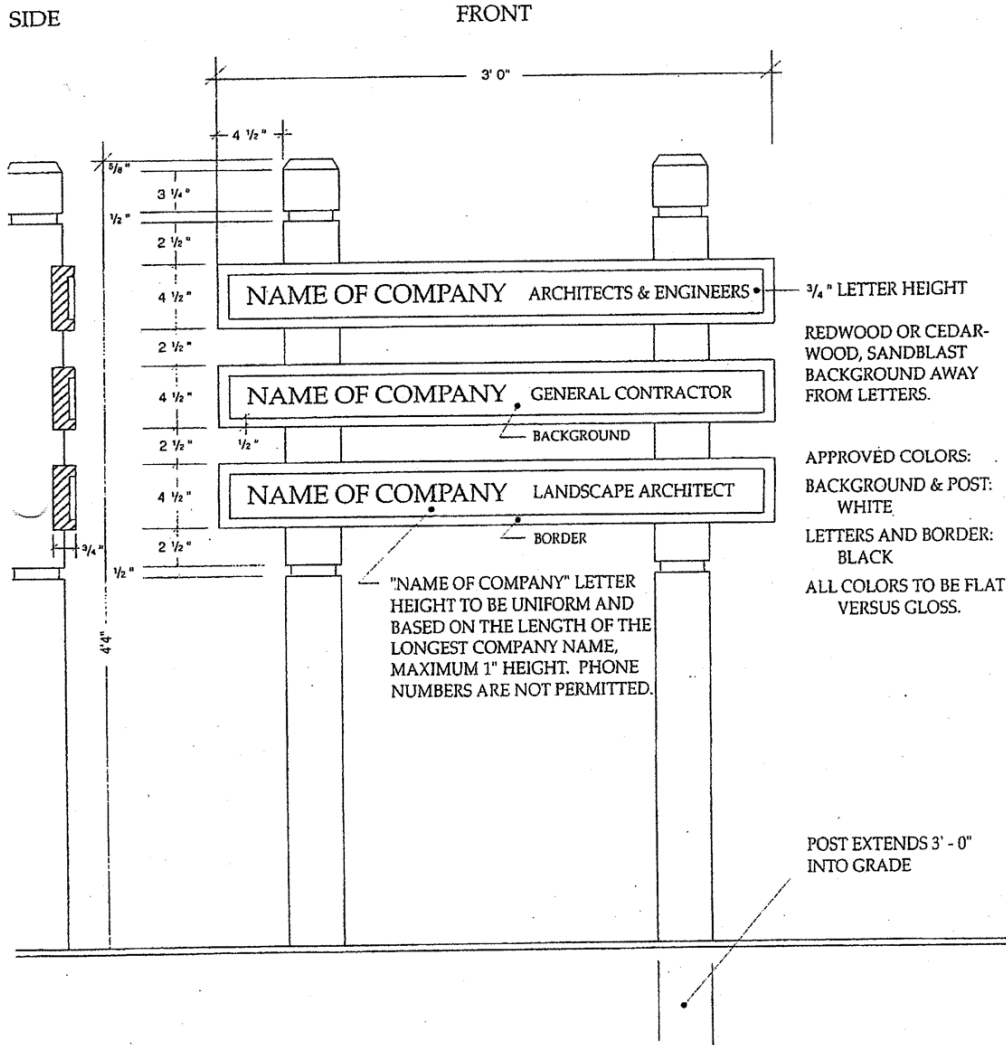 SIDE
FRONT
3' 0"
4 ½"
⅝"
3 ¼"
½"
2 ½"
4 ½"
2 ½"
4 ½"
2 ½"
4 ½"
2 ½"
½"
¾"
4'4"
NAME OF COMPANY ARCHITECTS & ENGINEERS
¾" LETTER HEIGHT
NAME OF COMPANY GENERAL CONTRACTOR
½"
BACKGROUND
NAME OF COMPANY LANDSCAPE ARCHITECT
BORDER
REDWOOD OR CEDAR-
WOOD, SANDBLAST
BACKGROUND AWAY
FROM LETTERS.
APPROVED COLORS:
BACKGROUND & POST:
WHITE
LETTERS AND BORDER:
BLACK
ALL COLORS TO BE FLAT
VERSUS GLOSS.
"NAME OF COMPANY" LETTER
HEIGHT TO BE UNIFORM AND
BASED ON THE LENGTH OF THE
LONGEST COMPANY NAME,
MAXIMUM 1" HEIGHT. PHONE
NUMBERS ARE NOT PERMITTED.
POST EXTENDS 3' - 0"
INTO GRADE